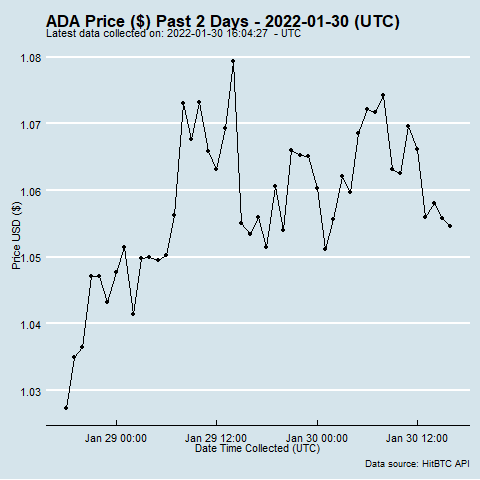 ADA Price ($) Past 2 Days - 2022-01-30 (UTC)
Latest data collected on: 2022-01-30 16:04:27 - UTC
1.08
1.07
1.06
1.05
1.04
1.03
Price USD ($)
Jan 29 00:00 Jan 29 12:00 Jan 30 00:00 Jan 30 12:00
Date Time Collected (UTC)
Data source: HitBTC API